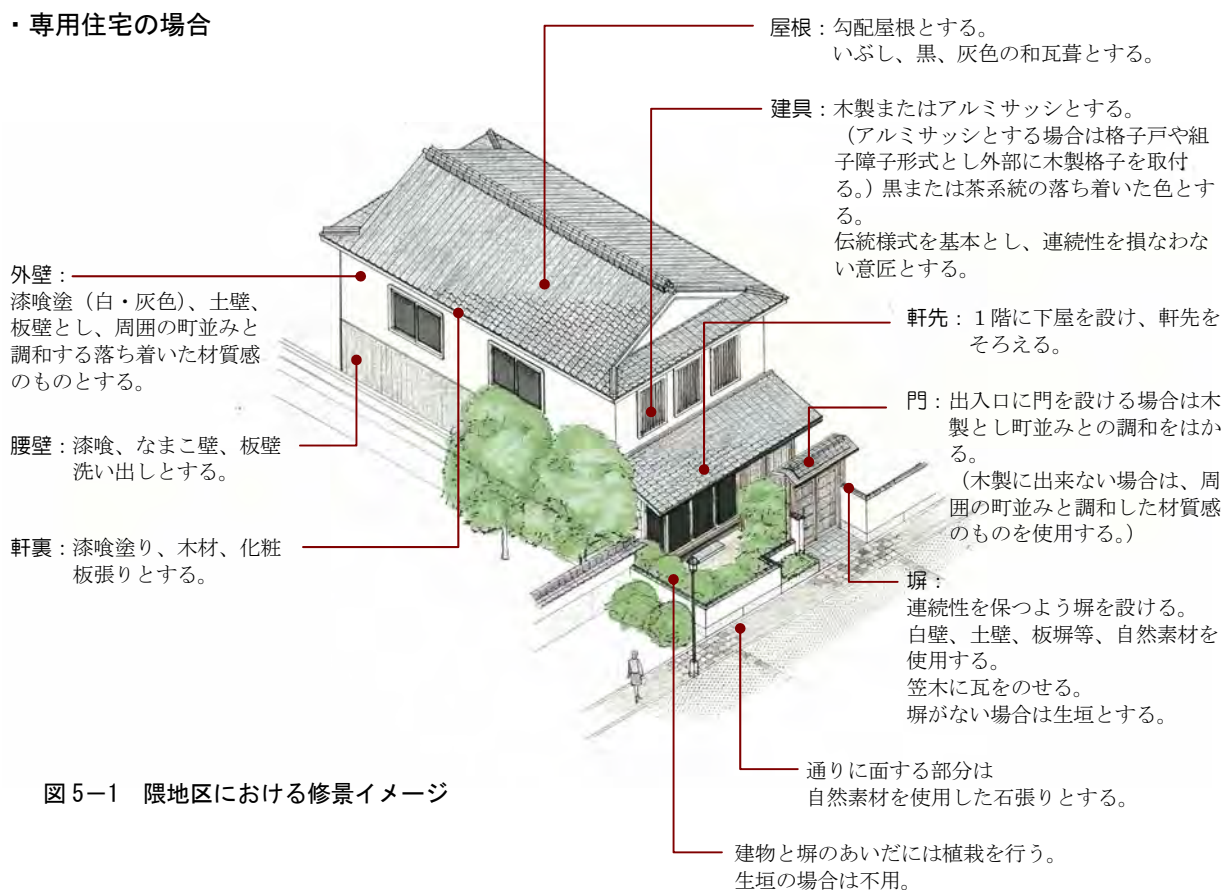 ・専用住宅の場合
屋根：勾配屋根とする。
いぶし、黒、灰色の和瓦葺とする。
建具：木製またはアルミサッシとする。
（アルミサッシとする場合は格子戸や組
子障子形式とし外部に木製格子を取付
る。）黒または茶系統の落ち着いた色とす
る。
伝統様式を基本とし、連続性を損なわな
い意匠とする。
外壁：
漆喰塗（白・灰色）、土壁、
板壁とし、周囲の町並みと
調和する落ち着いた材質感
のものとする。
軒先：１階に下屋を設け、軒先を
そろえる。
門：出入口に門を設ける場合は木
製とし町並みとの調和をはか
る。
（木製に出来ない場合は、周
囲の町並みと調和した材質感
のものを使用する。）
腰壁：漆喰、なまこ壁、板壁
洗い出しとする。
軒裏：漆喰塗り、木材、化粧
板張りとする。
塀：
連続性を保つよう塀を設ける。
白壁、土壁、板塀等、自然素材を
使用する。
笠木に瓦をのせる。
塀がない場合は生垣とする。
通りに面する部分は
自然素材を使用した石張りとする。
図５－１　隈地区における修景イメージ
建物と塀のあいだには植栽を行う。
生垣の場合は不用。